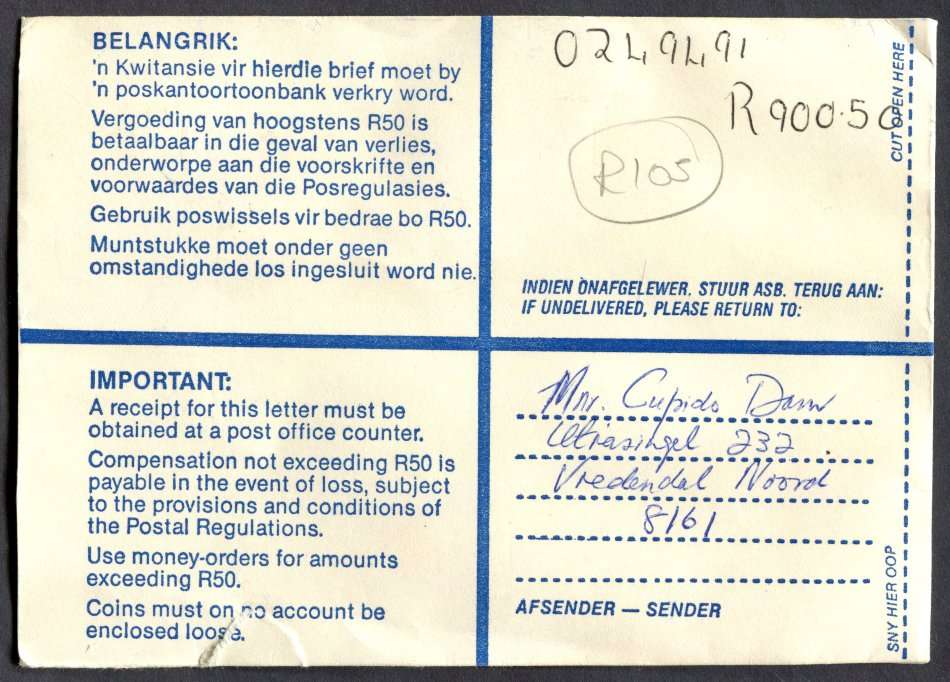 BELANGRIK:
'n Kwitansie vir hierdie brief moet by
'n poskantoortoonbank verkry word.
Vergoeding van hoogstens R50 is
betaalbaar in die geval van verlies,
onderworpe aan die voorskrifte en
voorwaardes van die Posregulasies.
Gebruik poswissels vir bedrae bo R50.
Muntstukke moet onder geen
omstandighede los ingesluit word nie.
0249491
R900.50
R105
CUT OPEN HERE
INDIEN ONAFGELEWER, STUUR ASB. TERUG AAN:
IF UNDELIVERED, PLEASE RETURN TO:
IMPORTANT:
A receipt for this letter must be
obtained at a post office counter.
Compensation not exceeding R50 is
payable in the event of loss, subject
to the provisions and conditions of
the Postal Regulations.
Use money-orders for amounts
exceeding R50.
Coins must on no account be
enclosed loose.
Mnr. Cupido
232
Vredendal Noord
8161
AFSENDER — SENDER
SNY HIER OOP